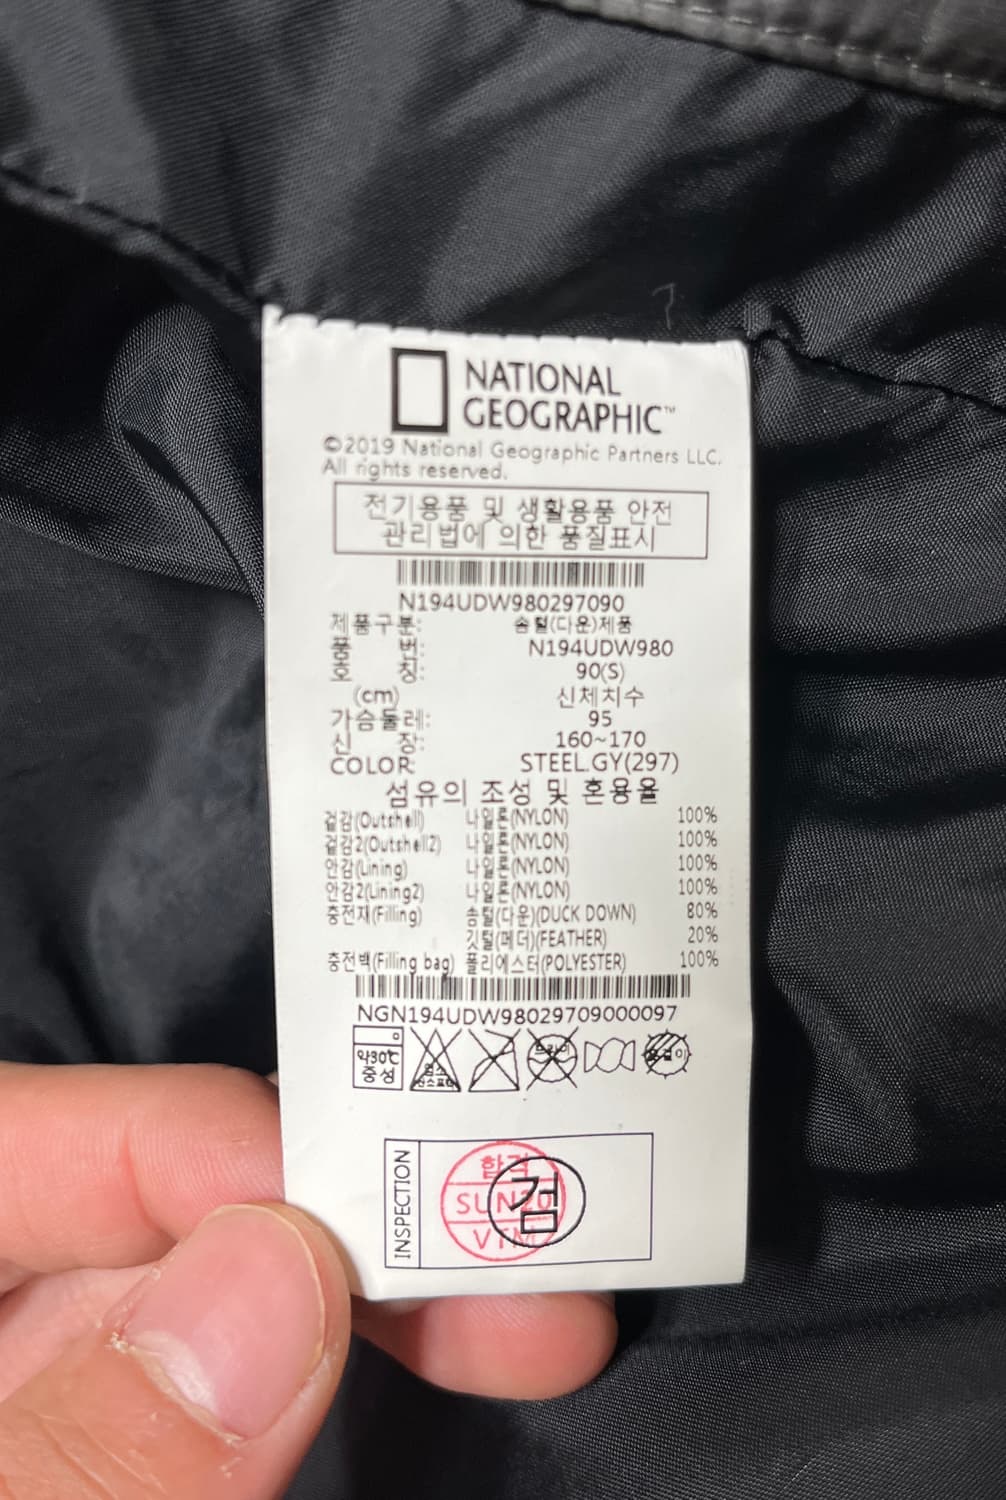 NATIONAL
GEOGRAPHIC™
©2019 National Geographic Partners LLC.
All rights reserved.
전기용품 및 생활용품 안전
관리법에 의한 품질표시
N194UDW980297090
제품구분: 솜털(다운)제품
품 번: N194UDW980
호 칭: 90(S)
(cm) 신체치수
가슴둘레: 95
신 장: 160~170
COLOR: STEEL.GY(297)
섬유의 조성 및 혼용율
겉감(Outshell) 나일론(NYLON) 100%
겉감2(Outshell2) 나일론(NYLON) 100%
안감(Lining) 나일론(NYLON) 100%
안감2(Lining2) 나일론(NYLON) 100%
충전재(Filling) 솜털(다운)(DUCK DOWN) 80%
깃털(페더)(FEATHER) 20%
충전백(Filling bag) 폴리에스터(POLYESTER) 100%
NGN194UDW98029709000097
약30℃
중성
드라이
INSPECTION
합격
SUN20
VTM
검